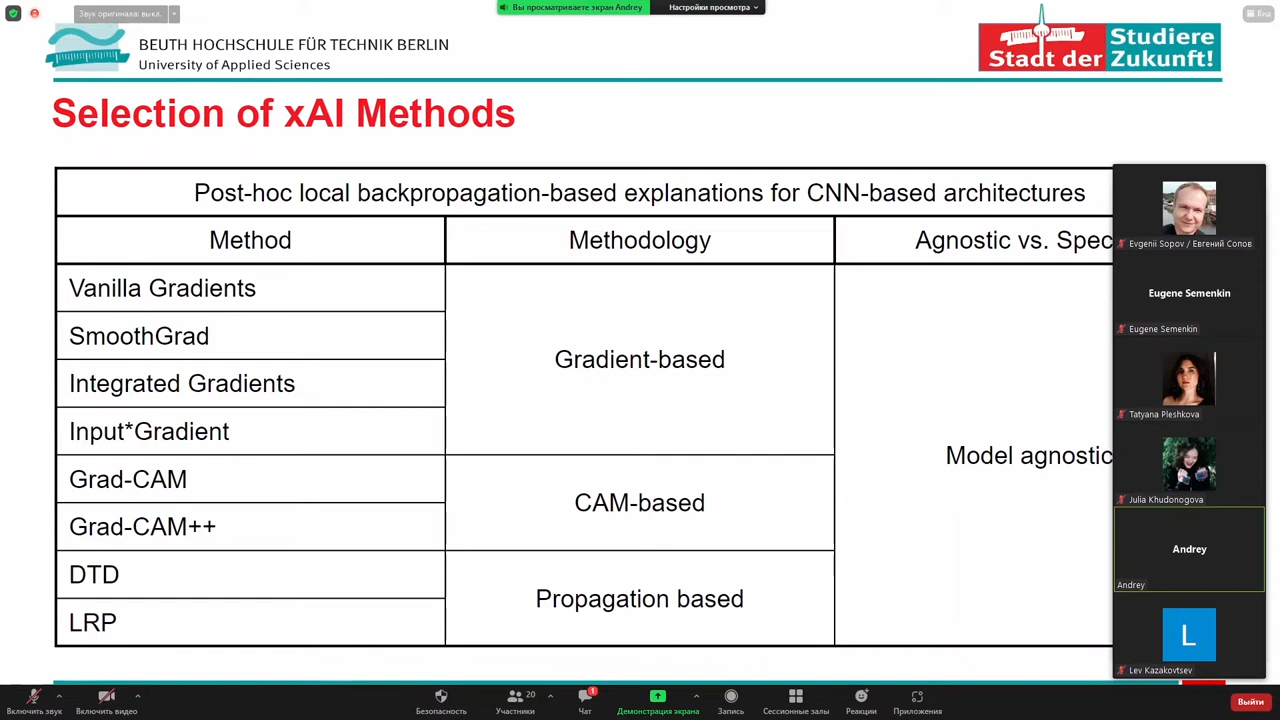 Звук оригинала: выкл.
Вы просматриваете экран Andrey
Настройки просмотра
Вид
BEUTH HOCHSCHULE FÜR TECHNIK BERLIN
University of Applied Sciences
Studiere
Stadt der Zukunft!
Selection of xAI Methods
Post-hoc local backpropagation-based explanations for CNN-based architectures
Method Methodology Agnostic vs. Spec
Vanilla Gradients
SmoothGrad
Integrated Gradients
Input*Gradient
Gradient-based
Grad-CAM
Grad-CAM++
CAM-based
DTD
LRP
Propagation based
Model agnostic
Evgenii Sopov / Евгений Сопов
Eugene Semenkin
Eugene Semenkin
Tatyana Pleshkova
Julia Khudonogova
Andrey
Andrey
L
Lev Kazakovtsev
Включить звук
Включить видео
Безопасность
20
Участники
1
Чат
Демонстрация экрана
Запись
Сессионные залы
Реакции
Приложения
Выйти